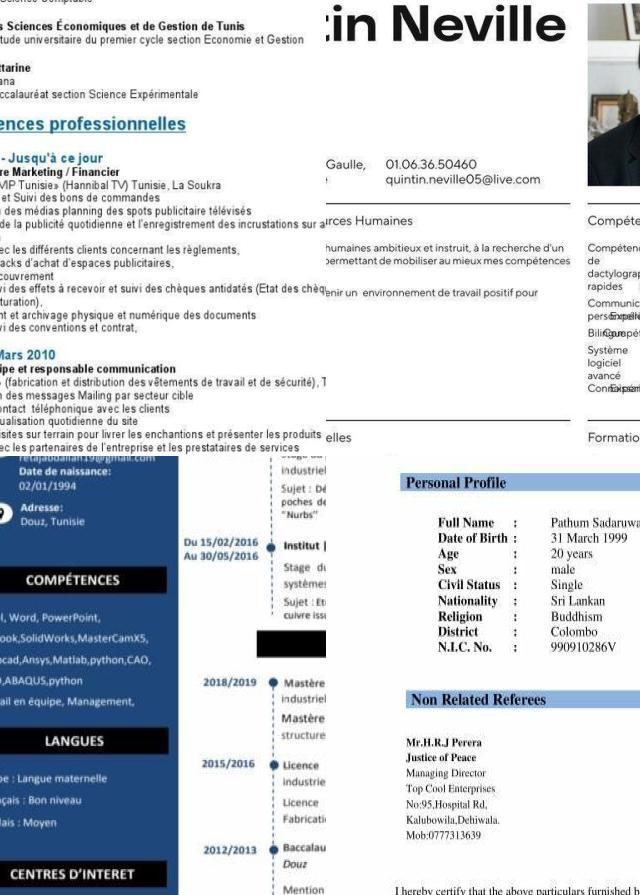 s Sciences Économiques et de Gestion de Tunis
tude universitaire du premier cycle section Economie et Gestion
ttarine
ana
ccalauréat section Science Expérimentale
ences professionnelles
- Jusqu'à ce jour
re Marketing / Financier
VIP Tunisie» (Hannibal TV) Tunisie, La Soukra
et Suivi des bons de commandes
des médias planning des spots publicitaire télévisés
de la publicité quotidienne et l'enregistrement des incrustations sur a
ec les différents clients concernant les règlements,
acks d'achat d'espaces publicitaires,
couvrement
vi des effets à recevoir et suivi des chèques antidatés (Etat des chèq
turation),
nt et archivage physique et numérique des documents
vi des conventions et contrat,
Mars 2010
ipe et responsable communication
(fabrication et distribution des vêtements de travail et de sécurité), T
n des messages Mailing par secteur cible
ontact téléphonique avec les clients
ualisation quotidienne du site
isites sur terrain pour livrer les enchantions et présenter les produits
ec les partenaires de l'entreprise et les prestataires de services
tin Neville
Gaulle,
01.06.36.50460
quintin.neville05@live.com
urces Humaines
humaines ambitieux et instruit, à la recherche d'un
permettant de mobiliser au mieux mes compétences
enir un environnement de travail positif pour
elles
Compéte
Compéten
de
dactylogra
rapides
Communic
Système
logiciel
avancé
Formatio
retajabdallah19@gmail.com
Date de naissance:
02/01/1994
Adresse:
Douz, Tunisie
COMPÉTENCES
l, Word, PowerPoint,
ook,SolidWorks,MasterCamX5,
cad,Ansys,Matlab,python,CAO,
,ABAQUS,python
ail en équipe, Management,
LANGUES
be : Langue maternelle
çais : Bon niveau
lais : Moyen
CENTRES D'INTERET
industriel
Sujet : Dé
poches de
"Nurbs"
Du 15/02/2016
Au 30/05/2016
Institut
Stage du
systèmes
Sujet : Et
cuivre issu
2018/2019
Mastère
industriel
Mastère
structure
2015/2016
Licence
industrie
Licence
Fabricati
2012/2013
Baccalau
Douz
Mention
Personal Profile
Full Name : Pathum Sadaruwa
Date of Birth : 31 March 1999
Age : 20 years
Sex : male
Civil Status : Single
Nationality : Sri Lankan
Religion : Buddhism
District : Colombo
N.I.C. No. : 990910286V
Non Related Referees
Mr.H.R.J Perera
Justice of Peace
Managing Director
Top Cool Enterprises
No:95,Hospital Rd,
Kalubowila,Dehiwala.
Mob:0777313639
I hereby certify that the above particulars furnished b